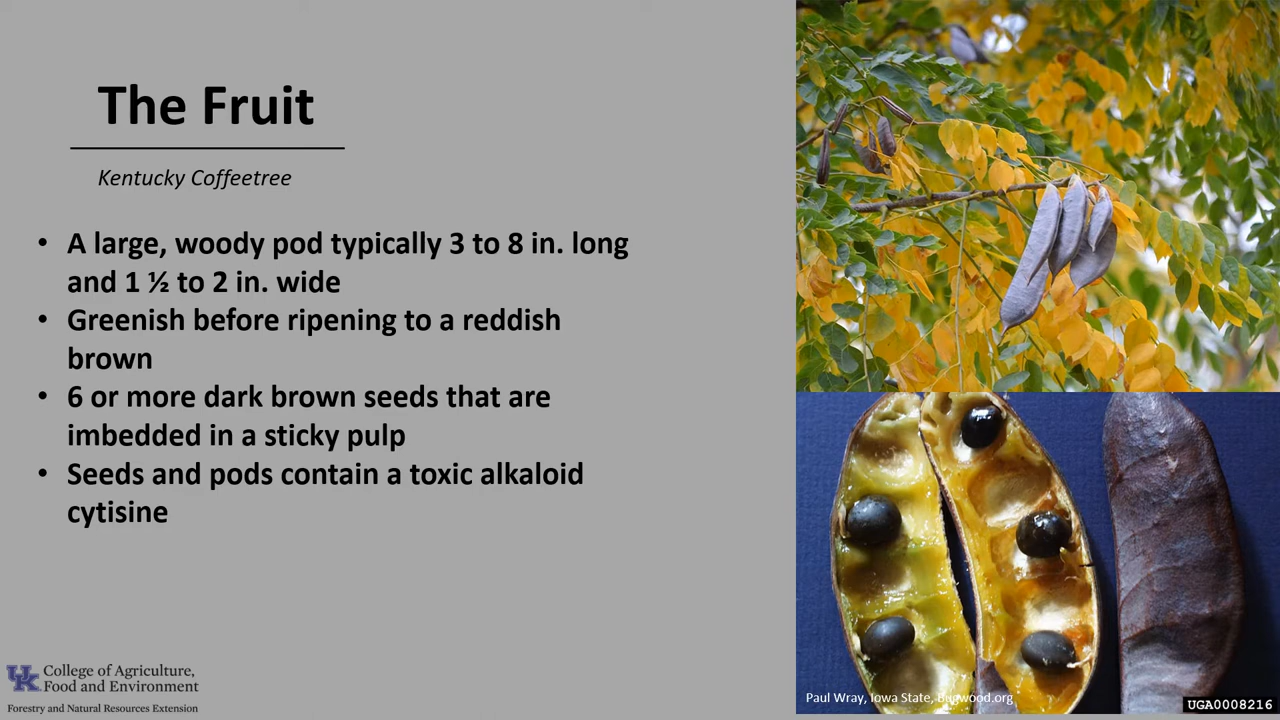 The Fruit
Kentucky Coffeetree
• A large, woody pod typically 3 to 8 in. long
and 1 ½ to 2 in. wide
• Greenish before ripening to a reddish
brown
• 6 or more dark brown seeds that are
imbedded in a sticky pulp
• Seeds and pods contain a toxic alkaloid
cytisine
UK College of Agriculture,
Food and Environment
Forestry and Natural Resources Extension
Paul Wray, Iowa State, Bugwood.org
UGA0008216